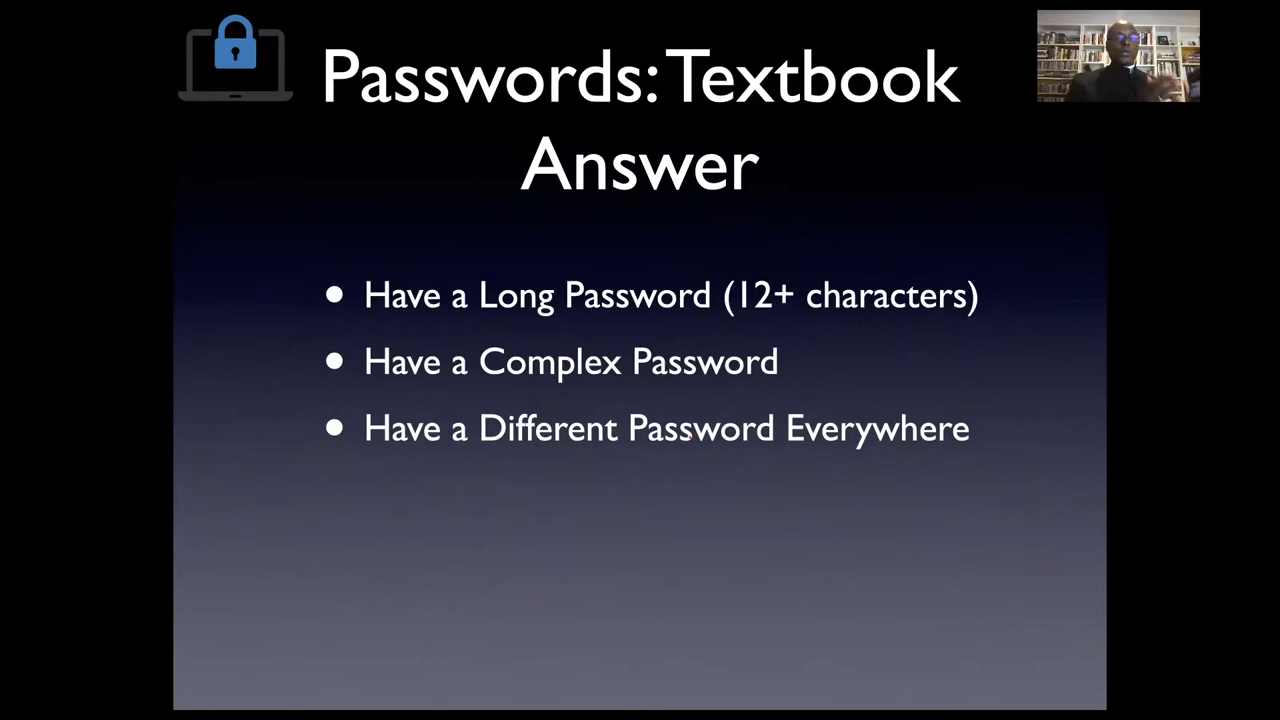 Passwords: Textbook
Answer
• Have a Long Password (12+ characters)
• Have a Complex Password
• Have a Different Password Everywhere